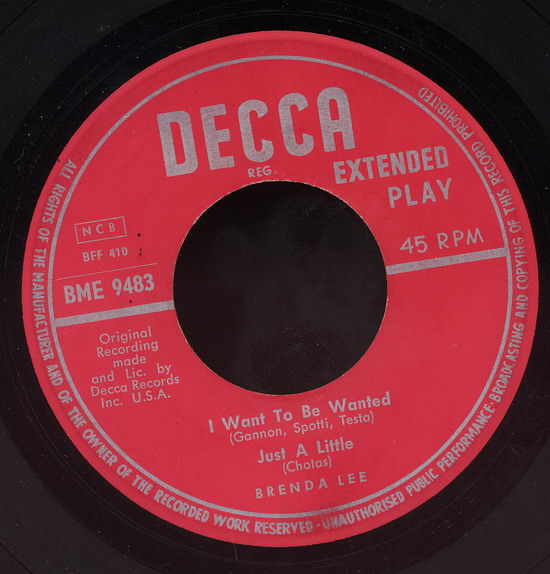 DECCA
REG.
EXTENDED
PLAY
NCB
BFF 410
45 RPM
BME 9483
Original
Recording
made
and Lic. by
Decca Records
Inc. U.S.A.
I Want To Be Wanted
(Gannon, Spotti, Testa)
Just A Little
(Chotas)
BRENDA LEE
ALL RIGHTS OF THE MANUFACTURER AND OF THE OWNER OF THE RECORDED WORK RESERVED·UNAUTHORISED PUBLIC PERFORMANCE·BROADCASTING AND COPYING OF THIS RECORD PROHIBITED